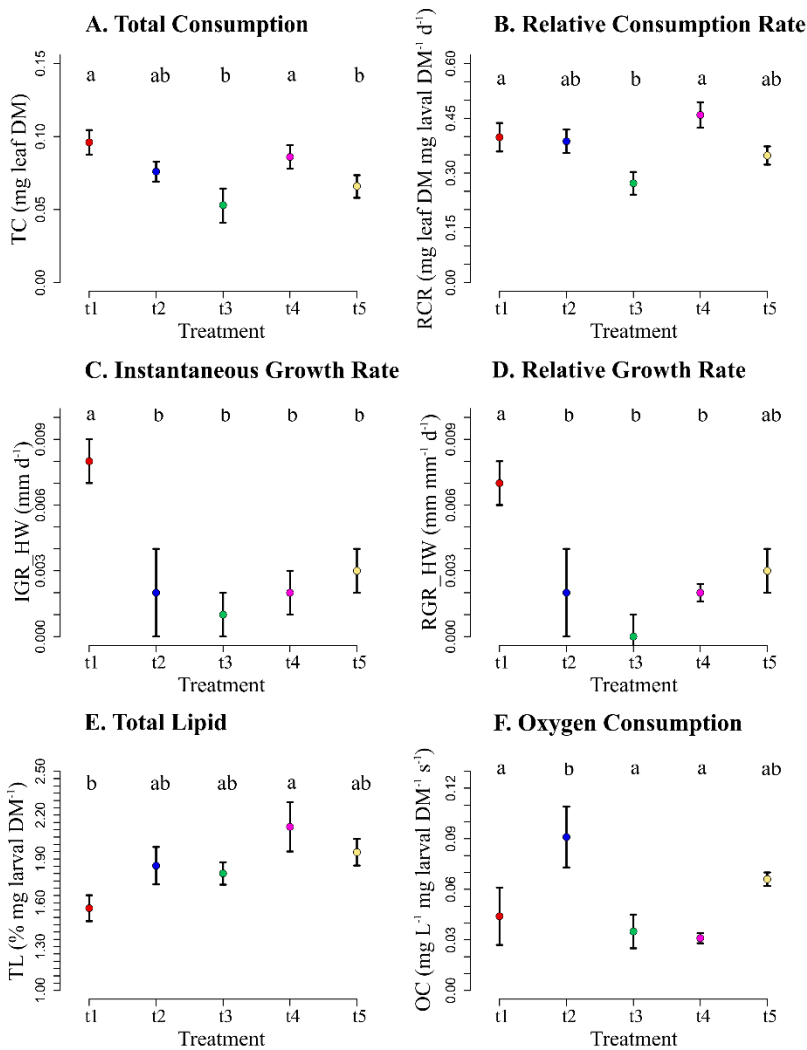 A. Total Consumption
TC (mg leaf DM)
0.15
0.10
0.05
0.00
a ab b a b
t1 t2 t3 t4 t5
Treatment
B. Relative Consumption Rate
RCR (mg leaf DM mg laval DM⁻¹ d⁻¹)
0.60
0.45
0.30
0.15
0.00
a ab b a ab
t1 t2 t3 t4 t5
Treatment
C. Instantaneous Growth Rate
IGR_HW (mm d⁻¹)
0.009
0.006
0.003
0.000
a b b b b
t1 t2 t3 t4 t5
Treatment
D. Relative Growth Rate
RGR_HW (mm mm⁻¹ d⁻¹)
0.009
0.006
0.003
0.000
a b b b ab
t1 t2 t3 t4 t5
Treatment
E. Total Lipid
TL (% mg larval DM⁻¹)
2.50
2.20
1.90
1.60
1.30
1.00
b ab ab a ab
t1 t2 t3 t4 t5
Treatment
F. Oxygen Consumption
OC (mg L⁻¹ mg larval DM⁻¹ s⁻¹)
0.12
0.09
0.06
0.03
0.00
a b a a ab
t1 t2 t3 t4 t5
Treatment